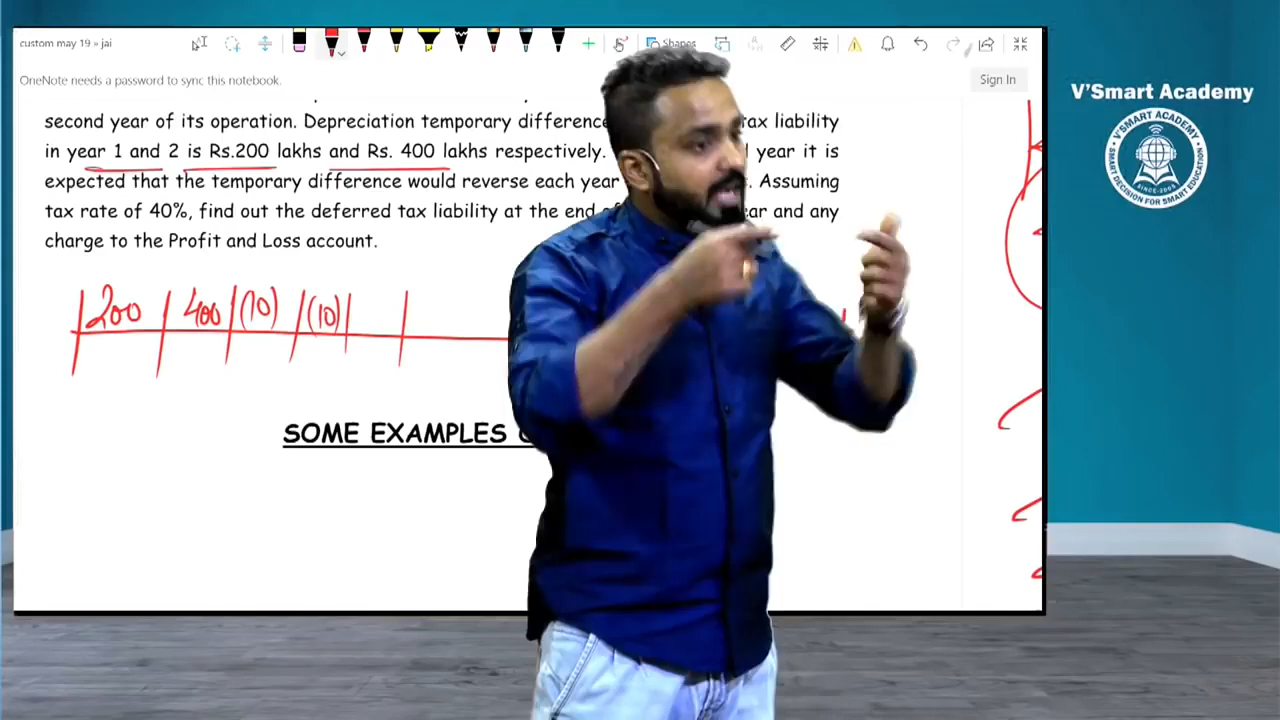 custom may 19 » jai
Shapes
OneNote needs a password to sync this notebook.
Sign In
second year of its operation. Depreciation temporary difference tax liability
in year 1 and 2 is Rs.200 lakhs and Rs. 400 lakhs respectively. year it is
expected that the temporary difference would reverse each year . Assuming
tax rate of 40%, find out the deferred tax liability at the end and any
charge to the Profit and Loss account.
200 400 (10) (10)
SOME EXAMPLES
V'Smart Academy
V'SMART ACADEMY
SINCE-2005
SMART DECISION FOR SMART EDUCATION